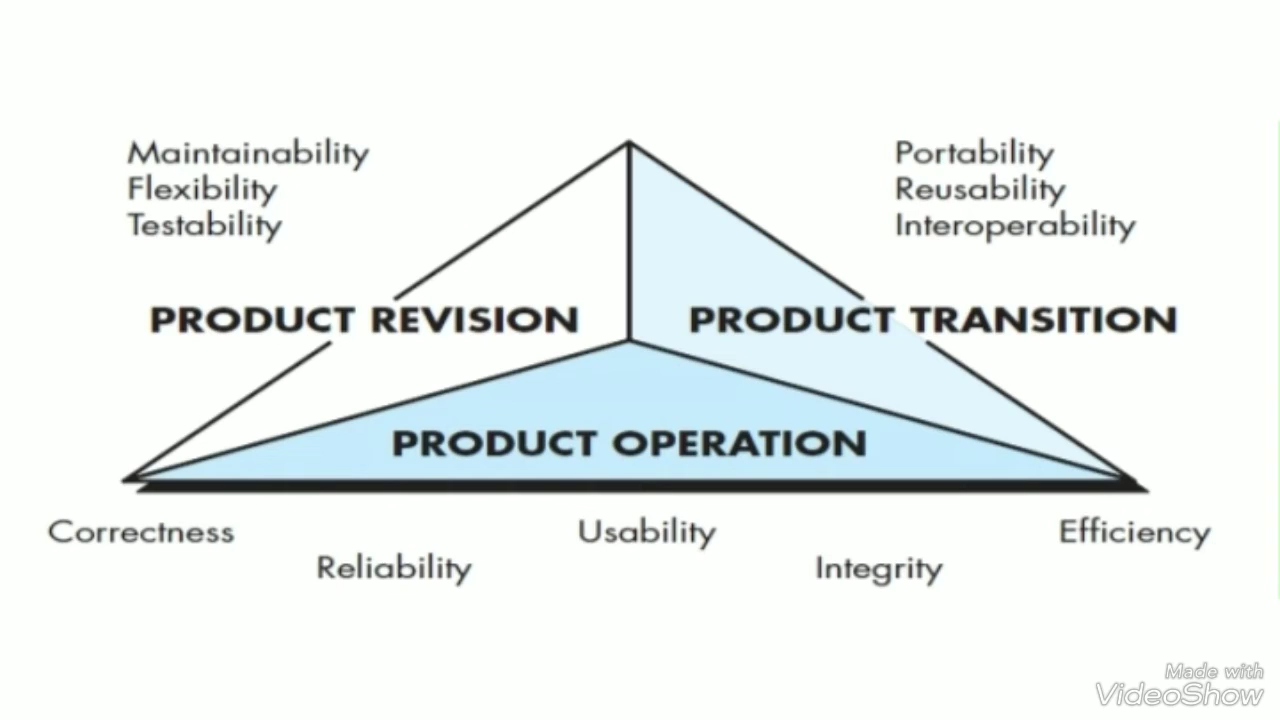 Maintainability
Flexibility
Testability
Portability
Reusability
Interoperability
PRODUCT REVISION
PRODUCT TRANSITION
PRODUCT OPERATION
Correctness
Usability
Efficiency
Reliability
Integrity
Made with
VideoShow